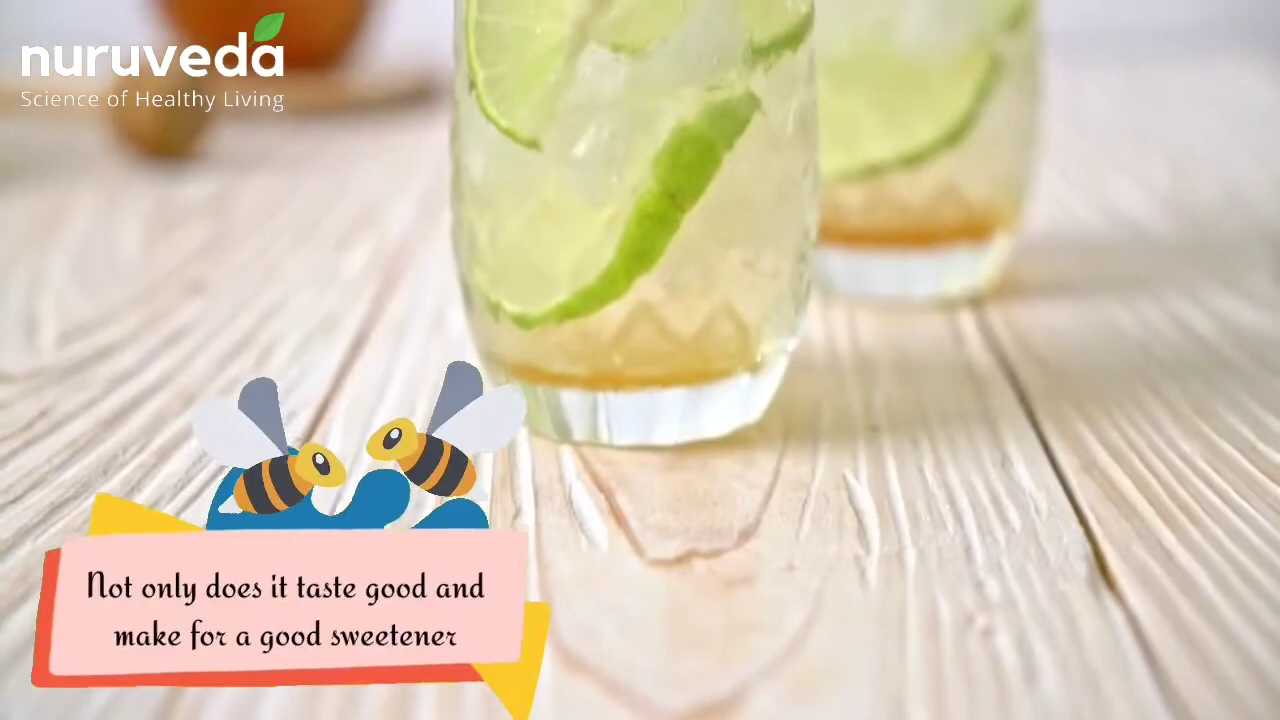 nuruveda
Science of Healthy Living
Not only does it taste good and
make for a good sweetener